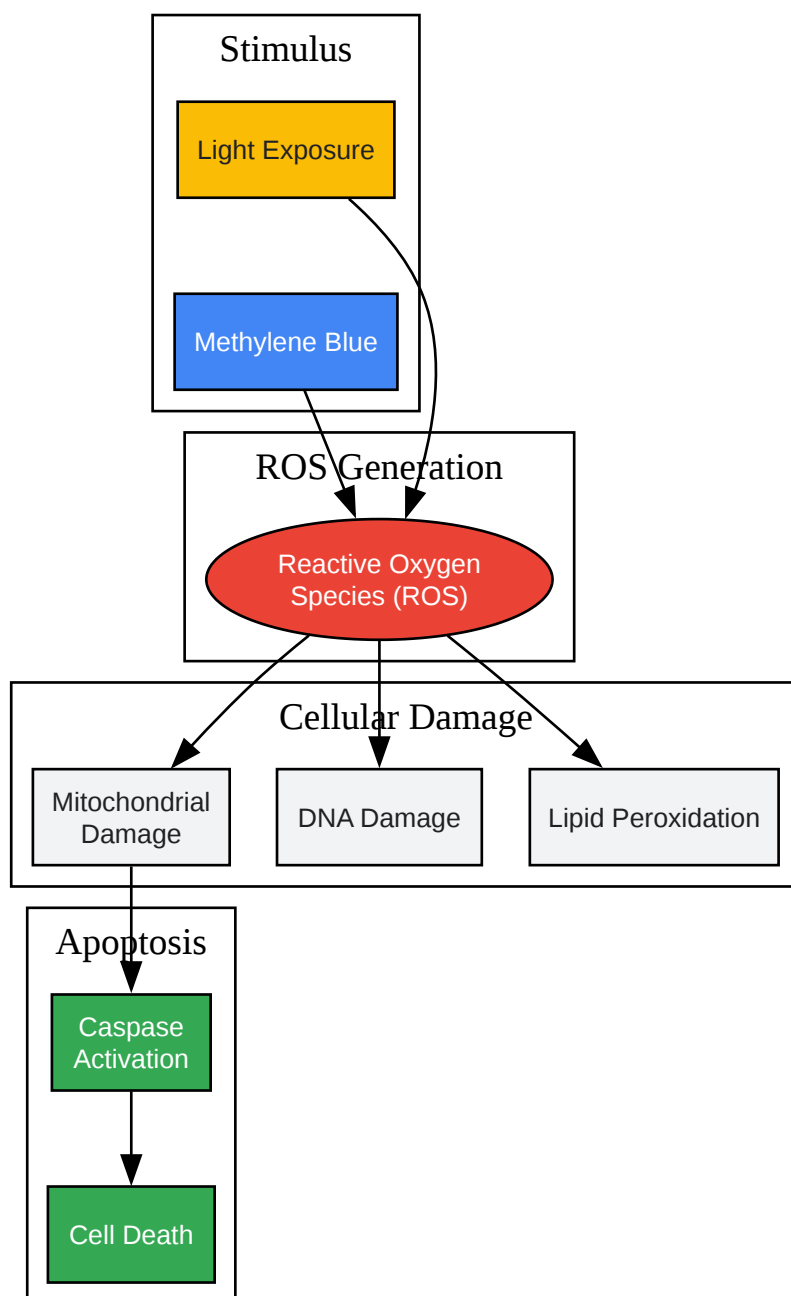 Stimulus
Light Exposure
Methylene Blue
ROS Generation
Reactive Oxygen
Species (ROS)
Cellular Damage
Mitochondrial
Damage
DNA Damage
Lipid Peroxidation
Apoptosis
Caspase
Activation
Cell Death